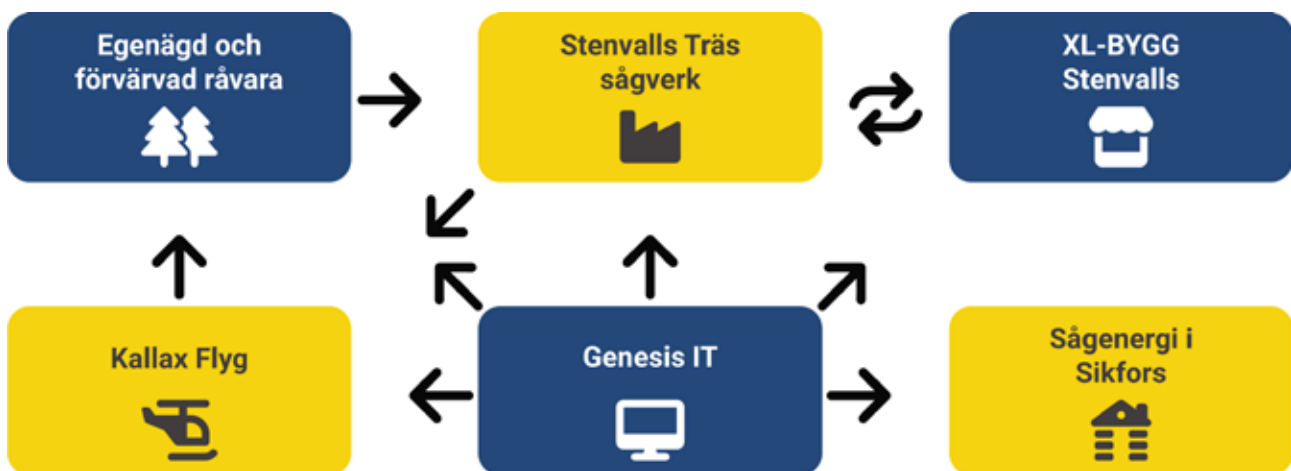 Egenägd och
förvärvad råvara
Stenvalls Träs
sågverk
XL-BYGG
Stenvalls
Kallax Flyg
Genesis IT
Sågenergi i
Sikfors